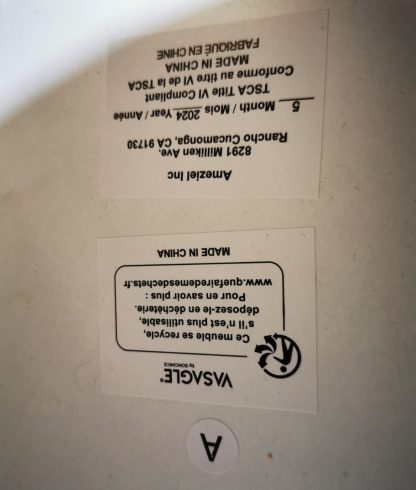 A
VASAGLE®
by SONGMICS
Ce meuble se recycle,
s'il n'est plus utilisable,
déposez-le en déchèterie.
Pour en savoir plus :
www.quefairedemesdechets.fr
MADE IN CHINA
Ameziel Inc
8291 Milliken Ave.
Rancho Cucamonga, CA 91730
5 Month / Mois 2024 Year / Année
TSCA Title VI Compliant
Conforme au titre VI de la TSCA
MADE IN CHINA
FABRIQUÉ EN CHINE